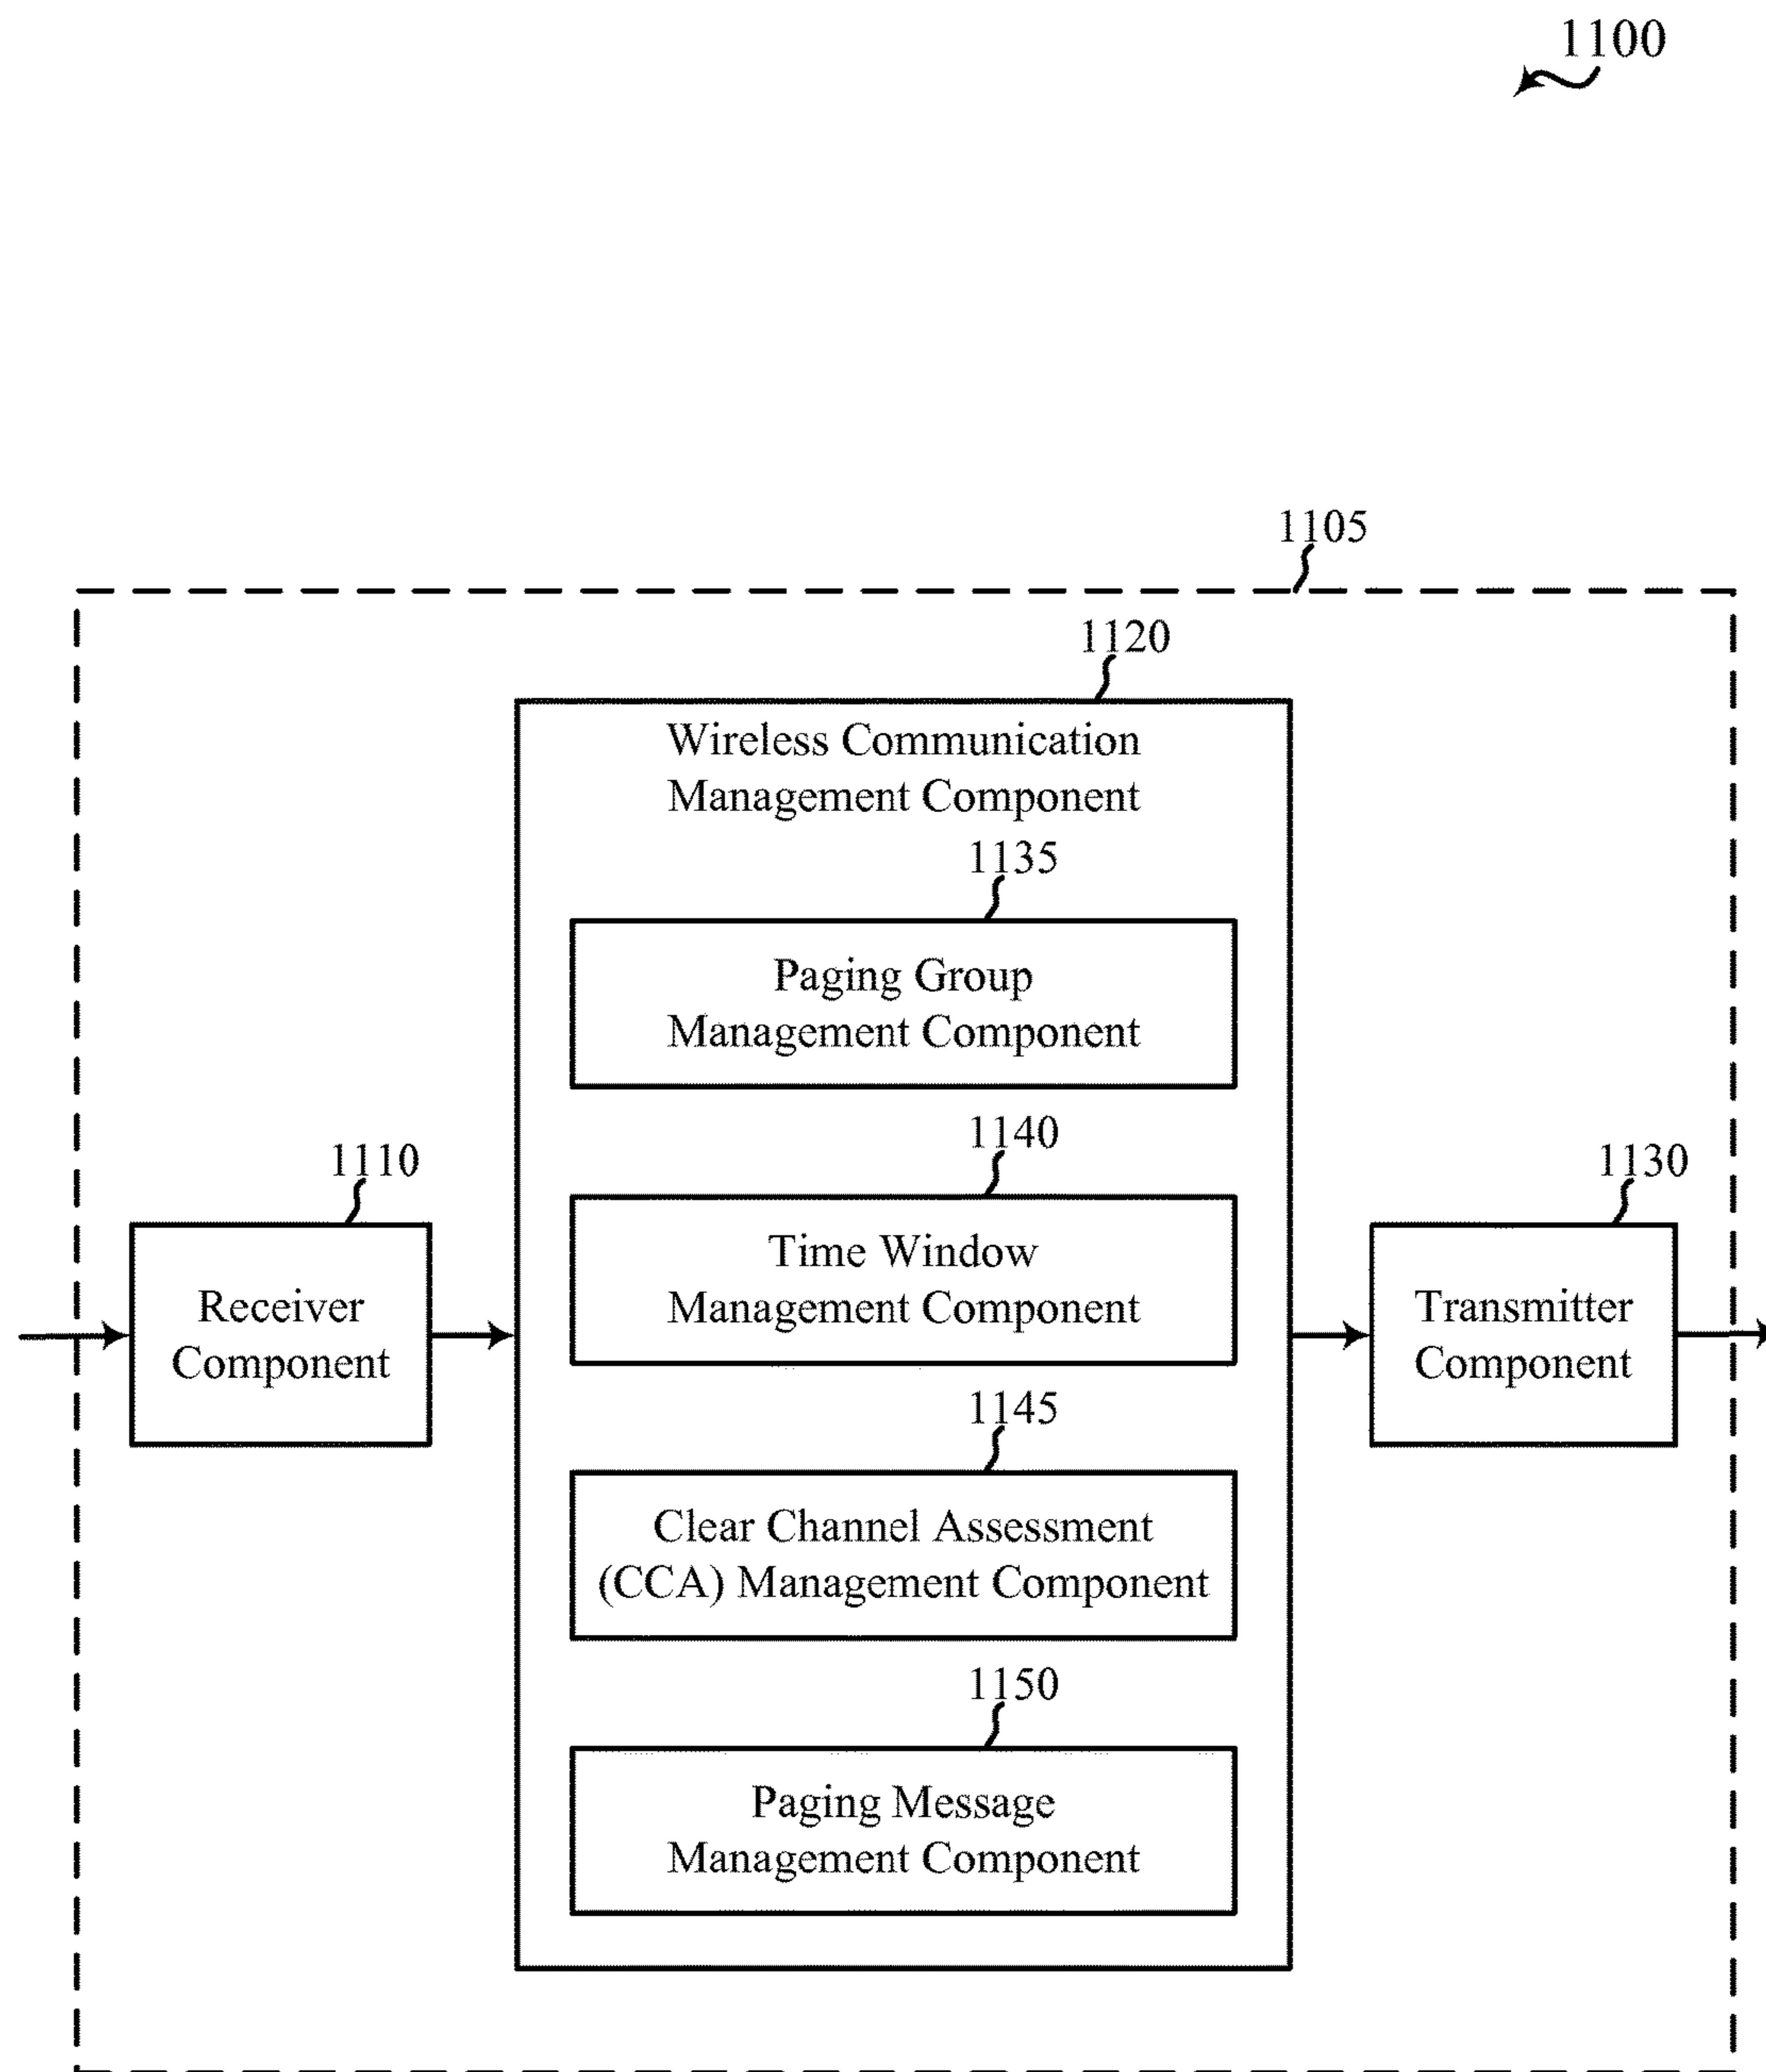 1100
1105
1120
Wireless Communication
Management Component
1135
Paging Group
Management Component
1140
Time Window
Management Component
1110
Receiver
Component
1130
Transmitter
Component
1145
Clear Channel Assessment
(CCA) Management Component
1150
Paging Message
Management Component